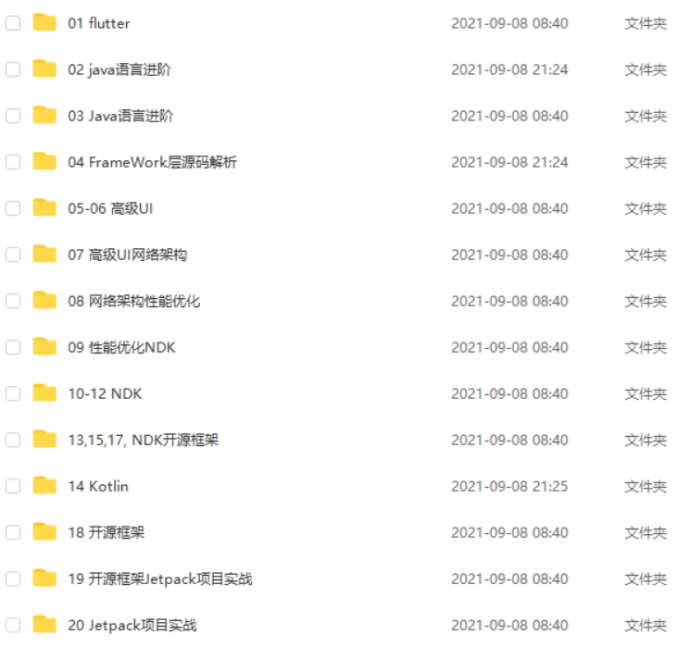 01 flutter 2021-09-08 08:40 文件夹
02 java语言进阶 2021-09-08 21:24 文件夹
03 Java语言进阶 2021-09-08 08:40 文件夹
04 FrameWork层源码解析 2021-09-08 21:24 文件夹
05-06 高级UI 2021-09-08 08:40 文件夹
07 高级UI网络架构 2021-09-08 08:40 文件夹
08 网络架构性能优化 2021-09-08 08:40 文件夹
09 性能优化NDK 2021-09-08 08:40 文件夹
10-12 NDK 2021-09-08 08:40 文件夹
13,15,17, NDK开源框架 2021-09-08 08:40 文件夹
14 Kotlin 2021-09-08 21:25 文件夹
18 开源框架 2021-09-08 08:40 文件夹
19 开源框架Jetpack项目实战 2021-09-08 08:40 文件夹
20 Jetpack项目实战 2021-09-08 08:40 文件夹